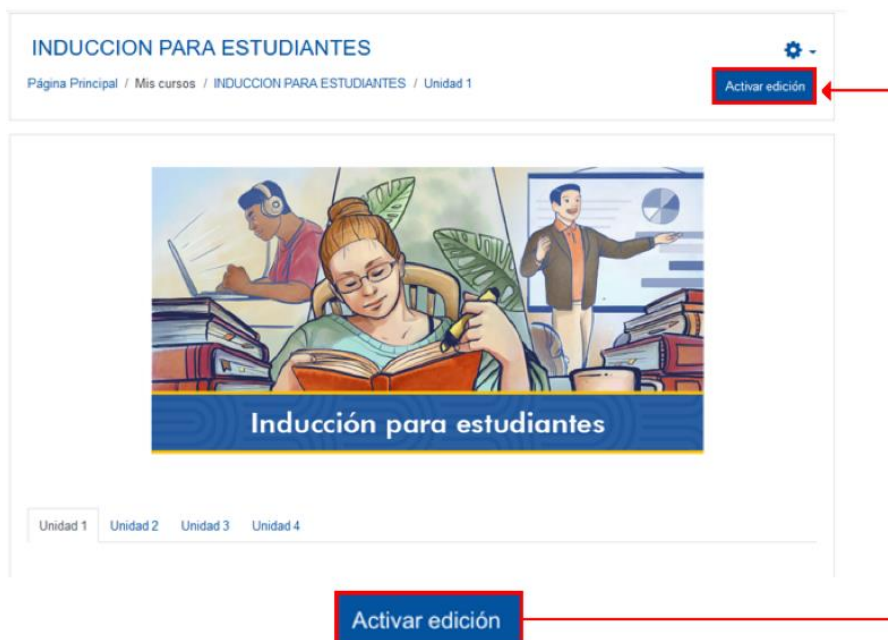 INDUCCION PARA ESTUDIANTES
Página Principal / Mis cursos / INDUCCION PARA ESTUDIANTES / Unidad 1
Activar edición
Inducción para estudiantes
Unidad 1 Unidad 2 Unidad 3 Unidad 4
Activar edición